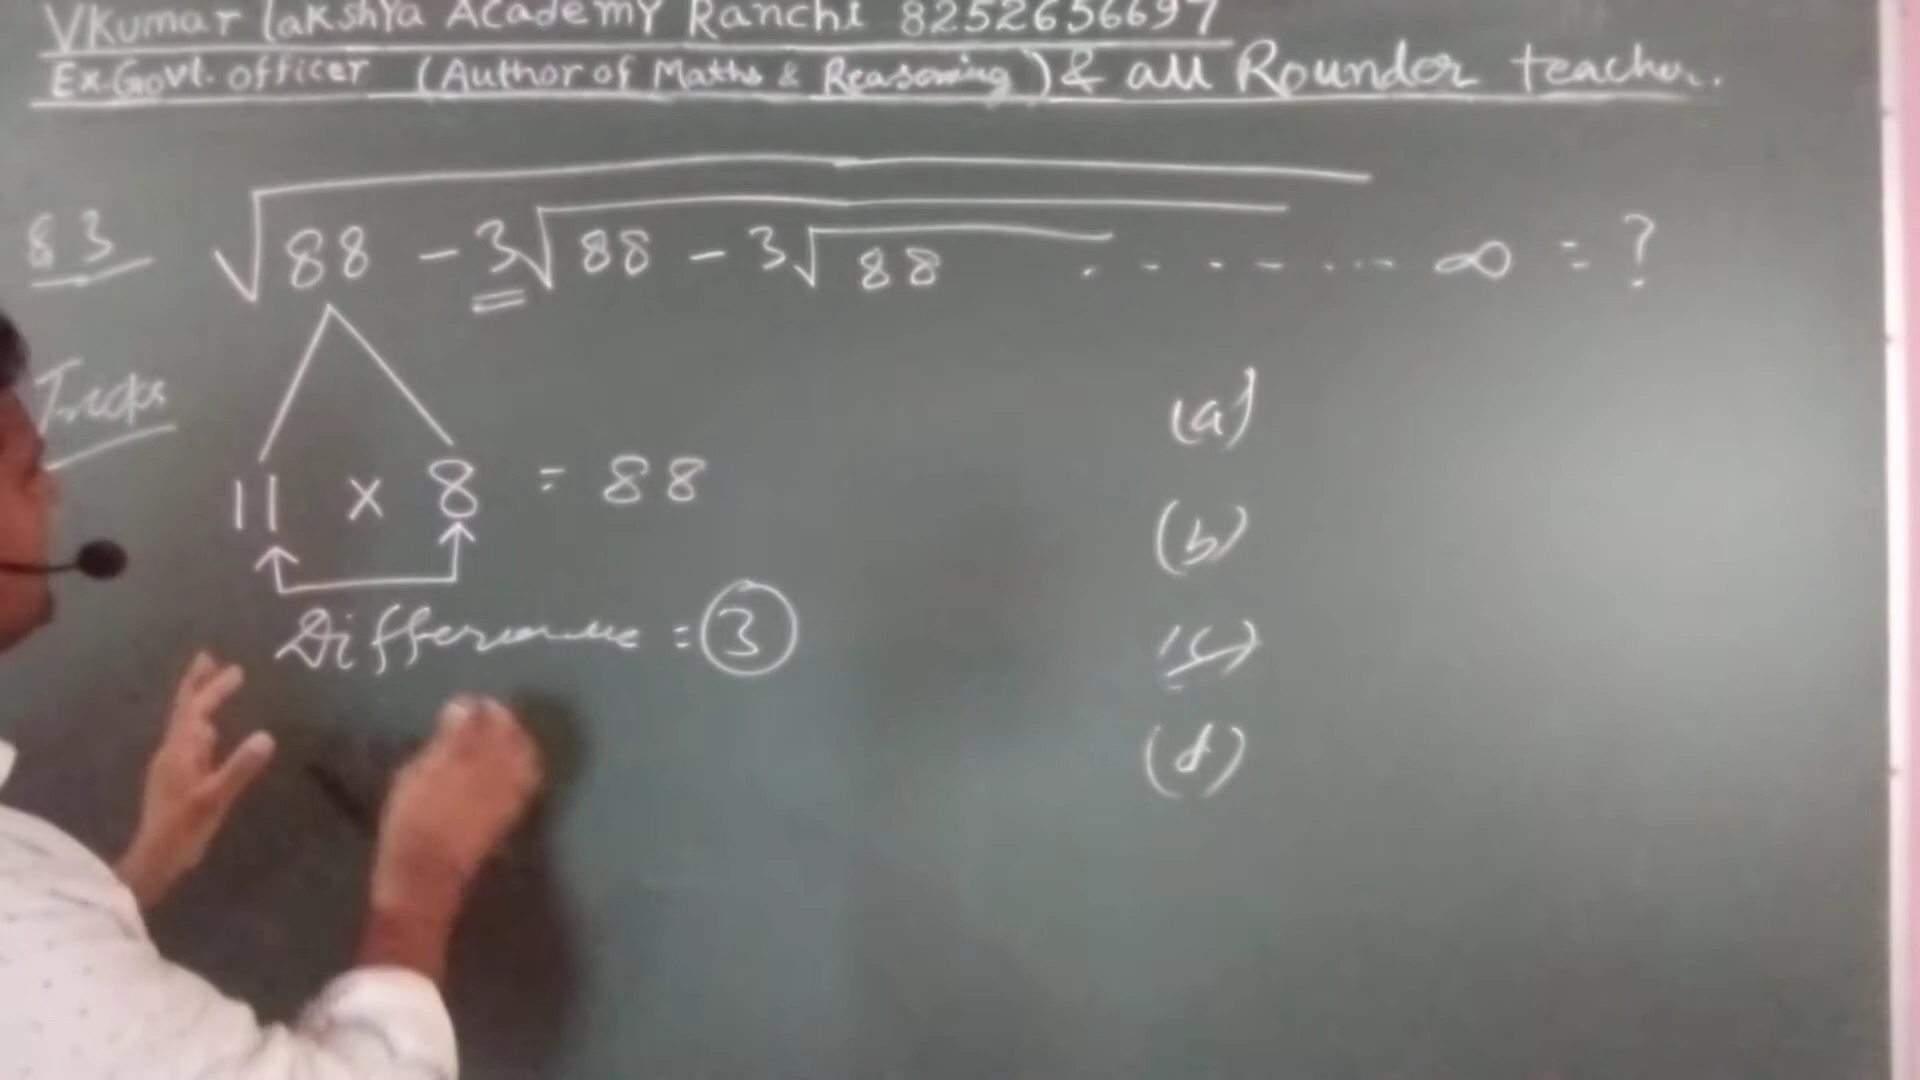 Vkumar Lakshya Academy Ranchi 8252656697
Ex-Govt. officer (Author of Maths & Reasoning) & all Rounder teacher.
83 √88 - 3√88 - 3√88 ........ ∞ = ?
Tricks
11 x 8 = 88
Difference = 3
(a)
(b)
(c)
(d)